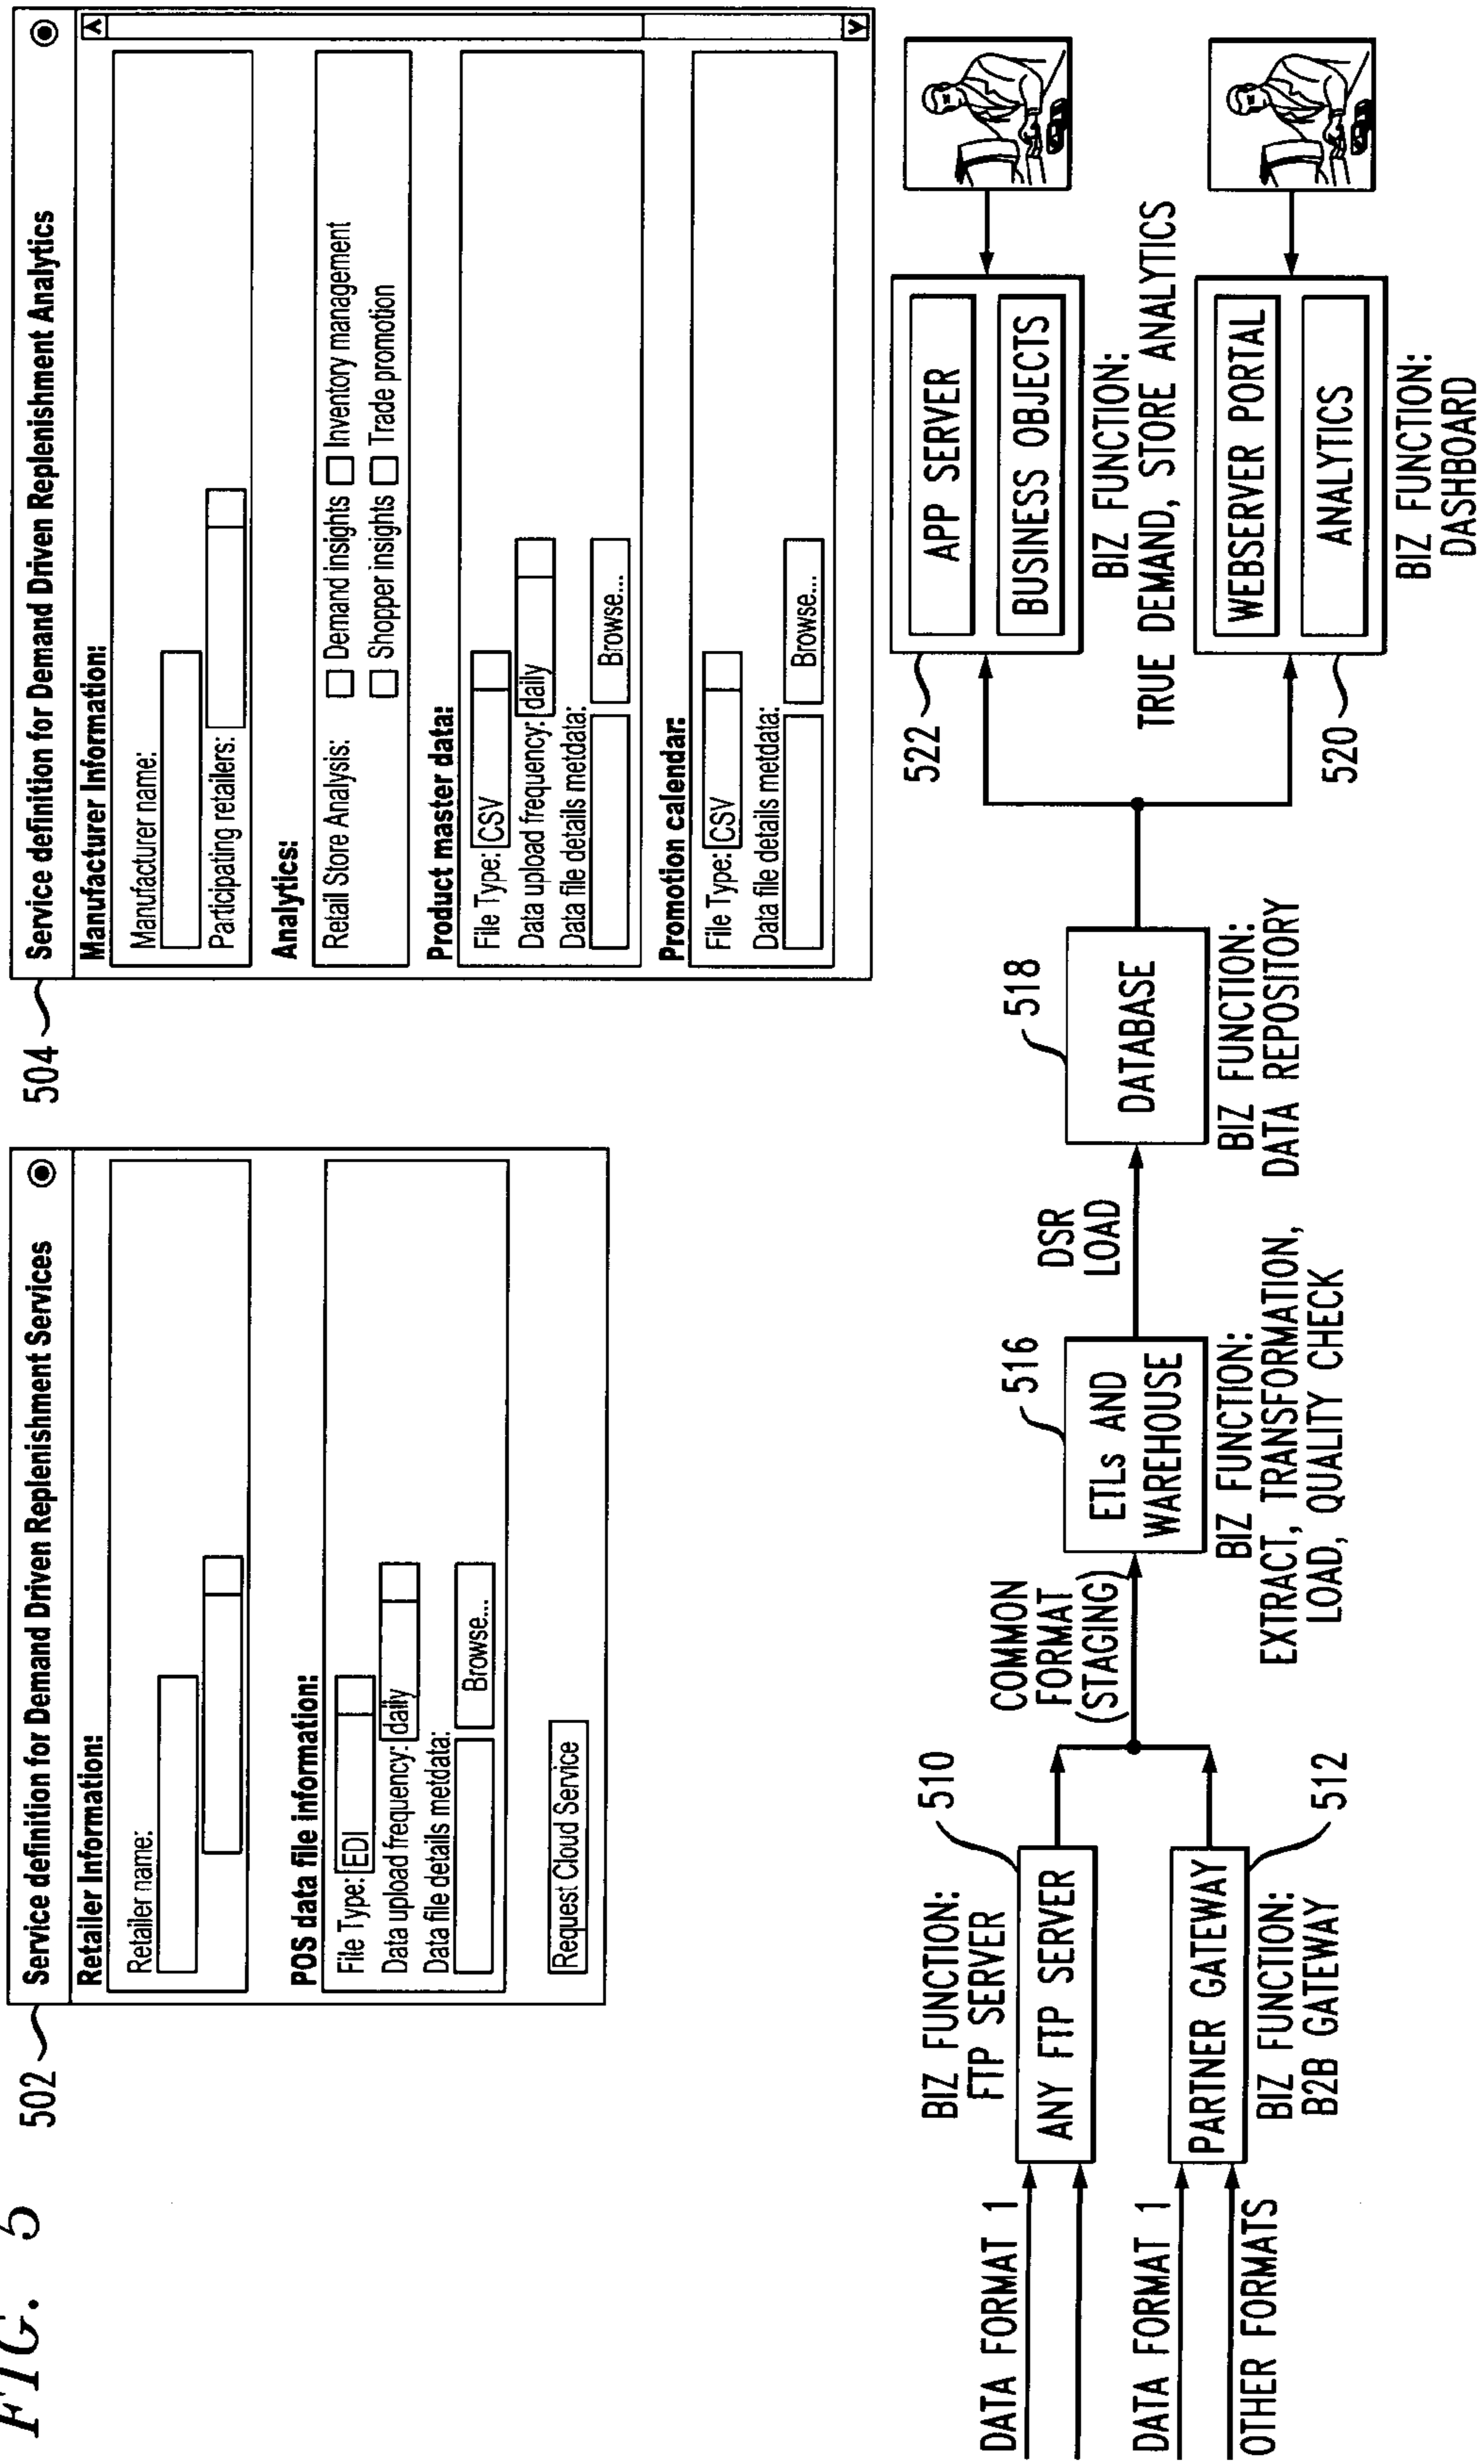 FIG. 5
502
Service definition for Demand Driven Replenishment Services
Retailer Information:
Retailer name:
POS data file information:
File Type: EDI
Data upload frequency: daily
Data file details metdata:
Browse...
Request Cloud Service
504
Service definition for Demand Driven Replenishment Analytics
Manufacturer Information:
Manufacturer name:
Participating retailers:
Analytics:
Retail Store Analysis:
Demand insights
Inventory management
Shopper insights
Trade promotion
Product master data:
File Type: CSV
Data upload frequency: daily
Data file details metdata:
Browse...
Promotion calendar:
File Type: CSV
Data file details metdata:
Browse...
DATA FORMAT 1
BIZ FUNCTION:
FTP SERVER
ANY FTP SERVER
510
DATA FORMAT 1
OTHER FORMATS
PARTNER GATEWAY
512
BIZ FUNCTION:
B2B GATEWAY
COMMON
FORMAT
(STAGING)
516
ETLs AND
WAREHOUSE
BIZ FUNCTION:
EXTRACT, TRANSFORMATION,
LOAD, QUALITY CHECK
DSR
LOAD
518
DATABASE
BIZ FUNCTION:
DATA REPOSITORY
522
APP SERVER
BUSINESS OBJECTS
BIZ FUNCTION:
TRUE DEMAND, STORE ANALYTICS
520
WEBSERVER PORTAL
ANALYTICS
BIZ FUNCTION:
DASHBOARD